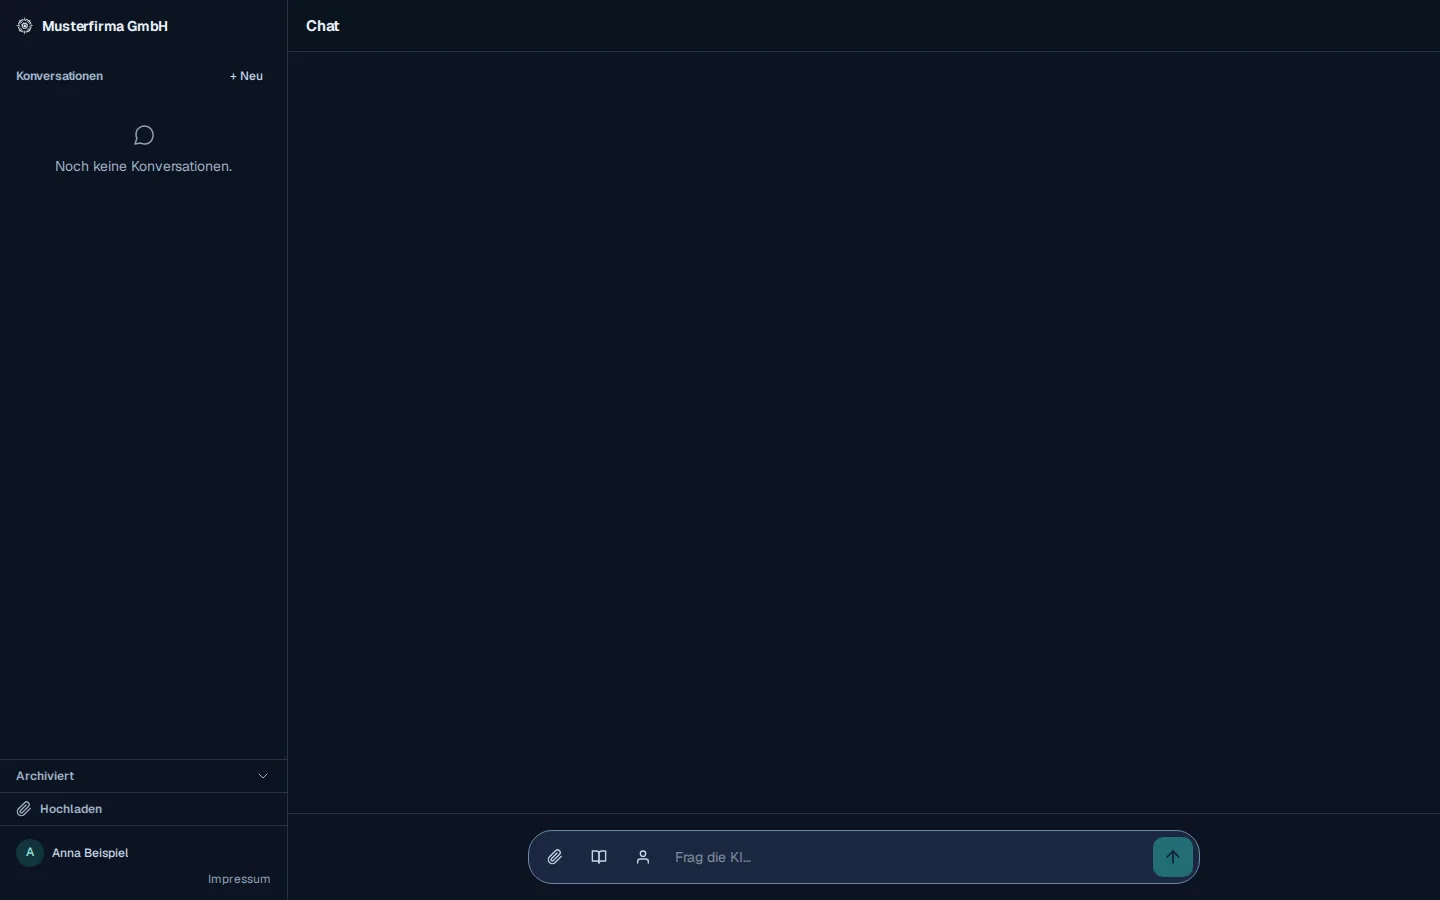 Musterfirma GmbH
Chat
Konversationen
+ Neu
Noch keine Konversationen.
Archiviert
Hochladen
A
Anna Beispiel
Impressum
Frag die KI...